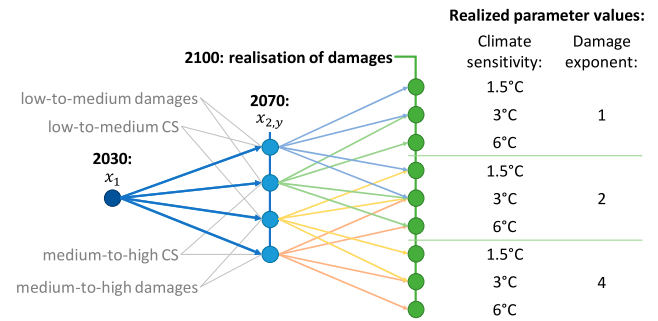 Realized parameter values:
Climate sensitivity:
Damage exponent:
2100: realisation of damages
1.5°C
low-to-medium damages
2070:
x₂,y
3°C
1
low-to-medium CS
6°C
2030:
x₁
1.5°C
3°C
2
6°C
medium-to-high CS
1.5°C
medium-to-high damages
3°C
4
6°C